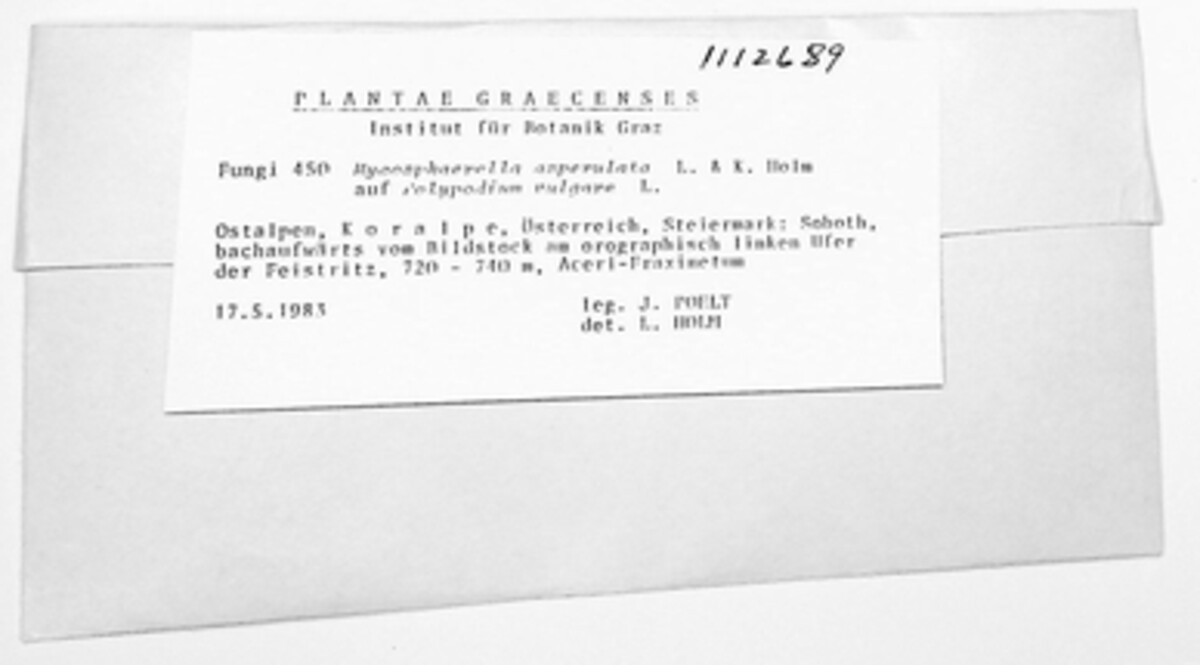 1112689
PLANTAE GRAECENSES
Institut für Botanik Graz
Fungi 450 Mycosphaerella asperulata L. & K. Holm
auf Polypodium vulgare L.
Ostalpen, K o r a l p e, Österreich, Steiermark: Soboth,
bachaufwärts vom Bildstock am orographisch linken Ufer
der Feistritz, 720 - 740 m, Aceri-Fraxinetum
17.5.1983
leg. J. POELT
det. L. HOLM